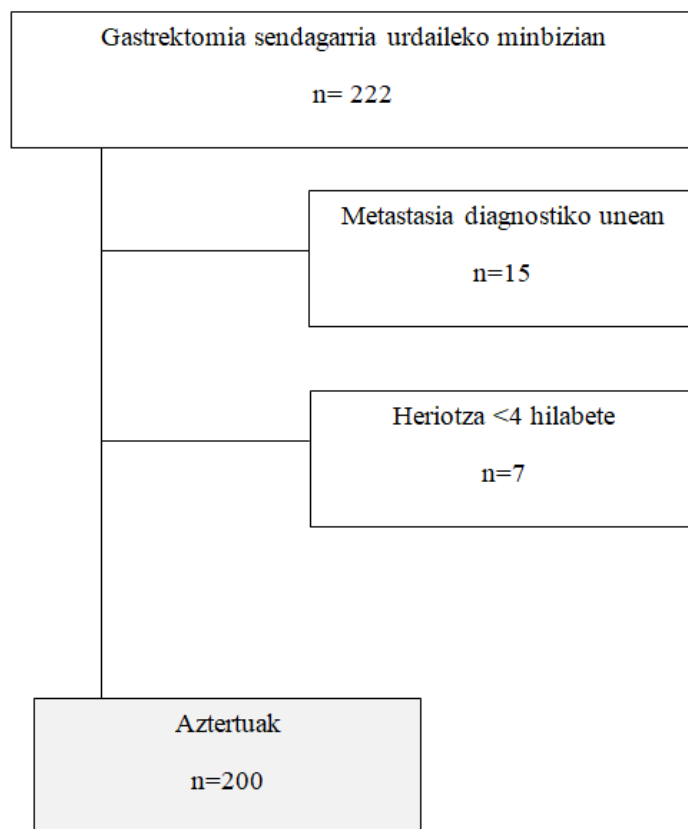 Gastrektomia sendagarria urdaileko minbizian
n= 222
Metastasia diagnostiko unean
n=15
Heriotza <4 hilabete
n=7
Aztertuak
n=200